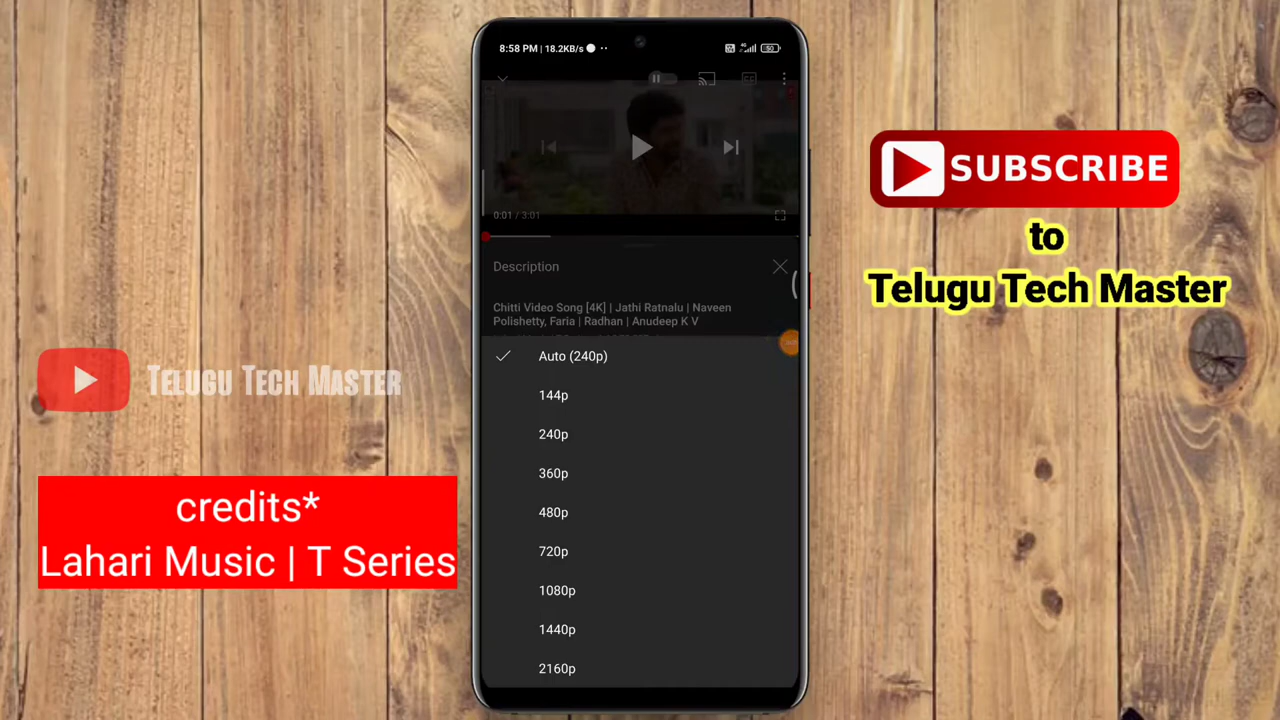 8:58 PM | 18.2KB/s
50
CC
0:01 / 3:01
Description
Chitti Video Song [4K] | Jathi Ratnalu | Naveen
Polishetty, Faria | Radhan | Anudeep K V
Auto (240p)
144p
240p
360p
480p
720p
1080p
1440p
2160p
SUBSCRIBE
to
Telugu Tech Master
TELUGU TECH MASTER
credits*
Lahari Music | T Series